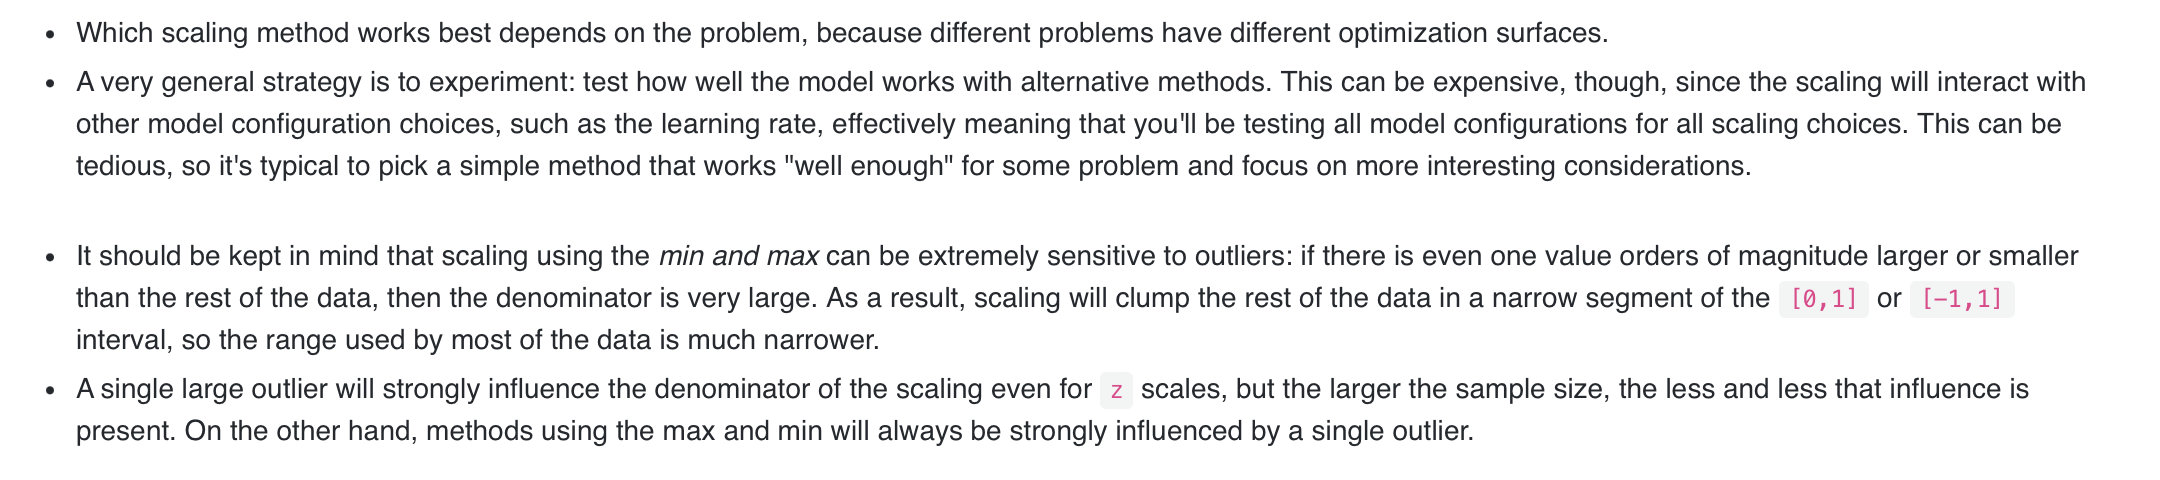 • Which scaling method works best depends on the problem, because different problems have different optimization surfaces.
• A very general strategy is to experiment: test how well the model works with alternative methods. This can be expensive, though, since the scaling will interact with
other model configuration choices, such as the learning rate, effectively meaning that you'll be testing all model configurations for all scaling choices. This can be
tedious, so it's typical to pick a simple method that works "well enough" for some problem and focus on more interesting considerations.
• It should be kept in mind that scaling using the min and max can be extremely sensitive to outliers: if there is even one value orders of magnitude larger or smaller
than the rest of the data, then the denominator is very large. As a result, scaling will clump the rest of the data in a narrow segment of the [0,1] or [−1,1]
interval, so the range used by most of the data is much narrower.
• A single large outlier will strongly influence the denominator of the scaling even for z scales, but the larger the sample size, the less and less that influence is
present. On the other hand, methods using the max and min will always be strongly influenced by a single outlier.